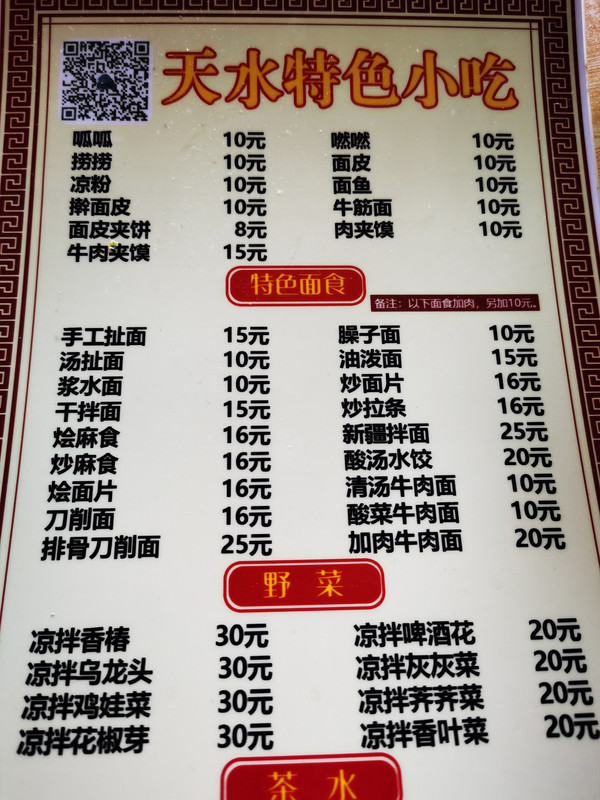 天水特色小吃
呱呱 10元 燃燃 10元
捞捞 10元 面皮 10元
凉粉 10元 面鱼 10元
擀面皮 10元 牛筋面 10元
面皮夹饼 8元 肉夹馍 10元
牛肉夹馍 15元
特色面食
备注：以下面食加肉，另加10元。
手工扯面 15元 臊子面 10元
汤扯面 10元 油泼面 15元
浆水面 10元 炒面片 16元
干拌面 15元 炒拉条 16元
烩麻食 16元 新疆拌面 25元
炒麻食 16元 酸汤水饺 20元
烩面片 16元 清汤牛肉面 10元
刀削面 16元 酸菜牛肉面 10元
排骨刀削面 25元 加肉牛肉面 20元
野菜
凉拌香椿 30元 凉拌啤酒花 20元
凉拌乌龙头 30元 凉拌灰灰菜 20元
凉拌鸡娃菜 30元 凉拌荠荠菜 20元
凉拌花椒芽 30元 凉拌香叶菜 20元
茶水